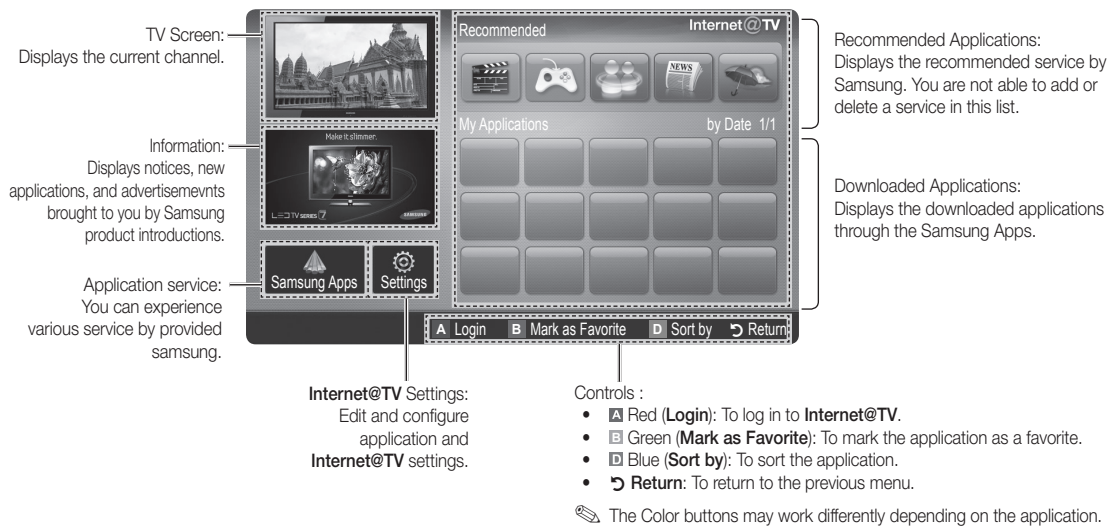 TV Screen:
Displays the current channel.
Information:
Displays notices, new
applications, and advertisemevnts
brought to you by Samsung
product introductions.
Application service:
You can experience
various service by provided
samsung.
Make it slimmer.
LED TV SERIES 7
SAMSUNG
Samsung Apps
Settings
Recommended
Internet@TV
NEWS
My Applications
by Date 1/1
A Login B Mark as Favorite D Sort by Return
Recommended Applications:
Displays the recommended service by
Samsung. You are not able to add or
delete a service in this list.
Downloaded Applications:
Displays the downloaded applications
through the Samsung Apps.
Internet@TV Settings:
Edit and configure
application and
Internet@TV settings.
Controls :
• A Red (Login): To log in to Internet@TV.
• B Green (Mark as Favorite): To mark the application as a favorite.
• D Blue (Sort by): To sort the application.
• Return: To return to the previous menu.
The Color buttons may work differently depending on the application.